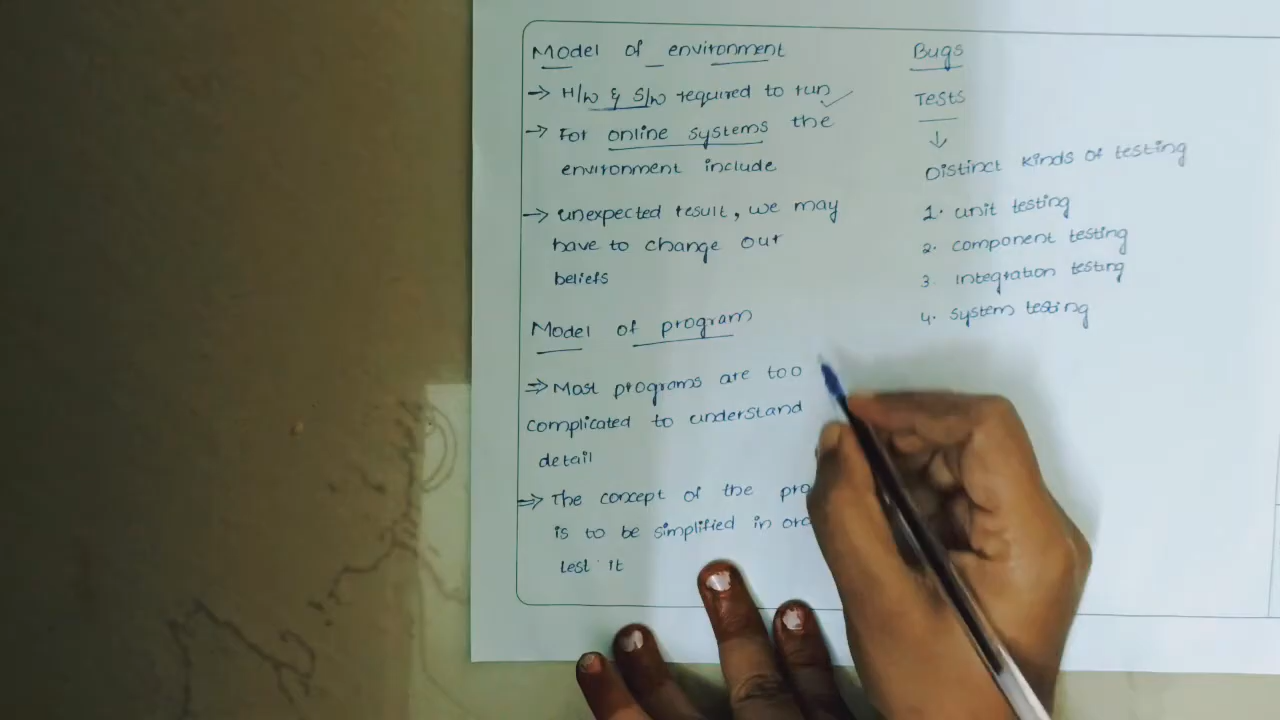 Model of environment
→ H/w & S/w required to run
→ For online systems the
environment include
→ unexpected result, we may
have to change our
beliefs
Model of program
⇒ Most programs are too
complicated to understand
detail
⇒ The concept of the
is to be simplified in
test it
Bugs
Tests
↓
Distinct kinds of testing
1. unit testing
2. component testing
3 Integration testing
4. system testing